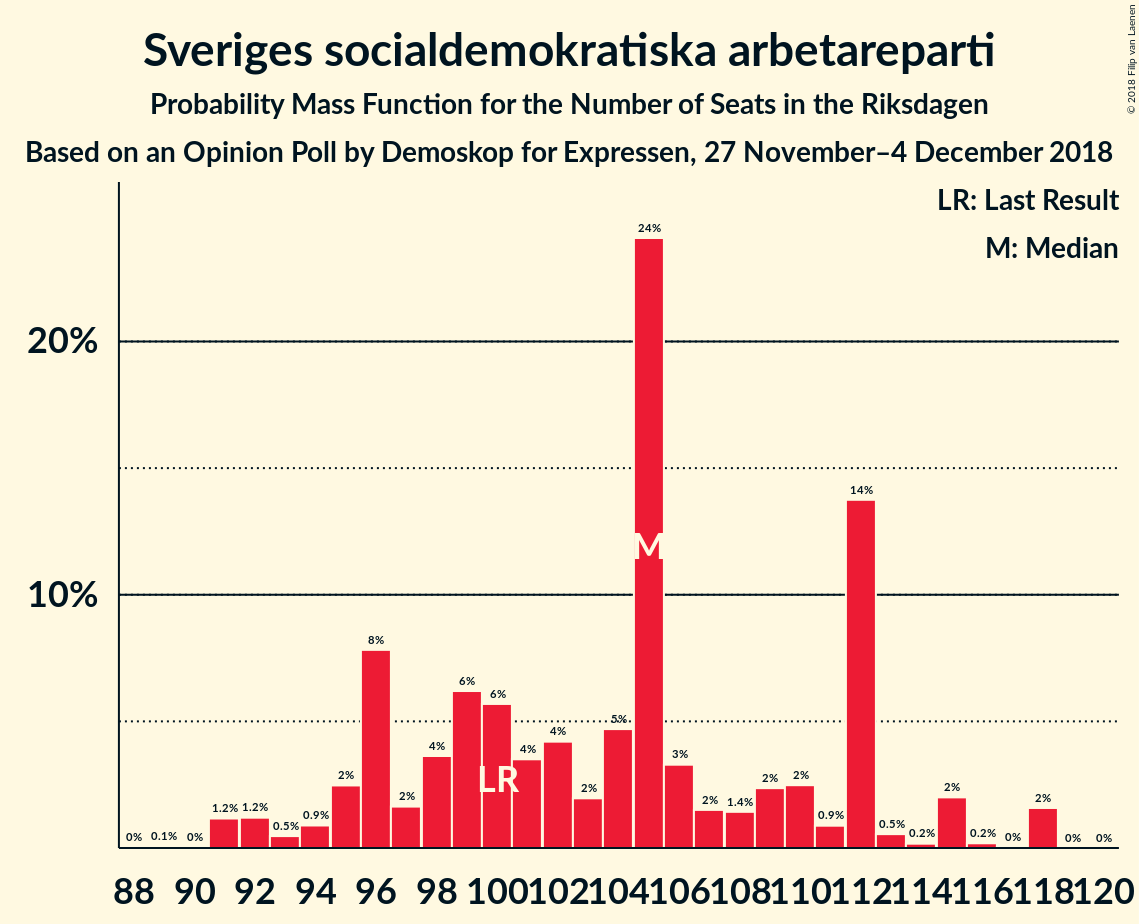 Sveriges socialdemokratiska arbetareparti
Probability Mass Function for the Number of Seats in the Riksdagen
Based on an Opinion Poll by Demoskop for Expressen, 27 November–4 December 2018
© 2018 Filip van Laenen
LR: Last Result
M: Median
20%
10%
0% 0.1% 0% 1.2% 1.2% 0.5% 0.9% 2% 8% 2% 4% 6% 6% 4% 4% 2% 5% 24% 3% 2% 1.4% 2% 2% 0.9% 14% 0.5% 0.2% 2% 0.2% 0% 2% 0% 0%
LR
M
88 90 92 94 96 98 100 102 104 106 108 110 112 114 116 118 120